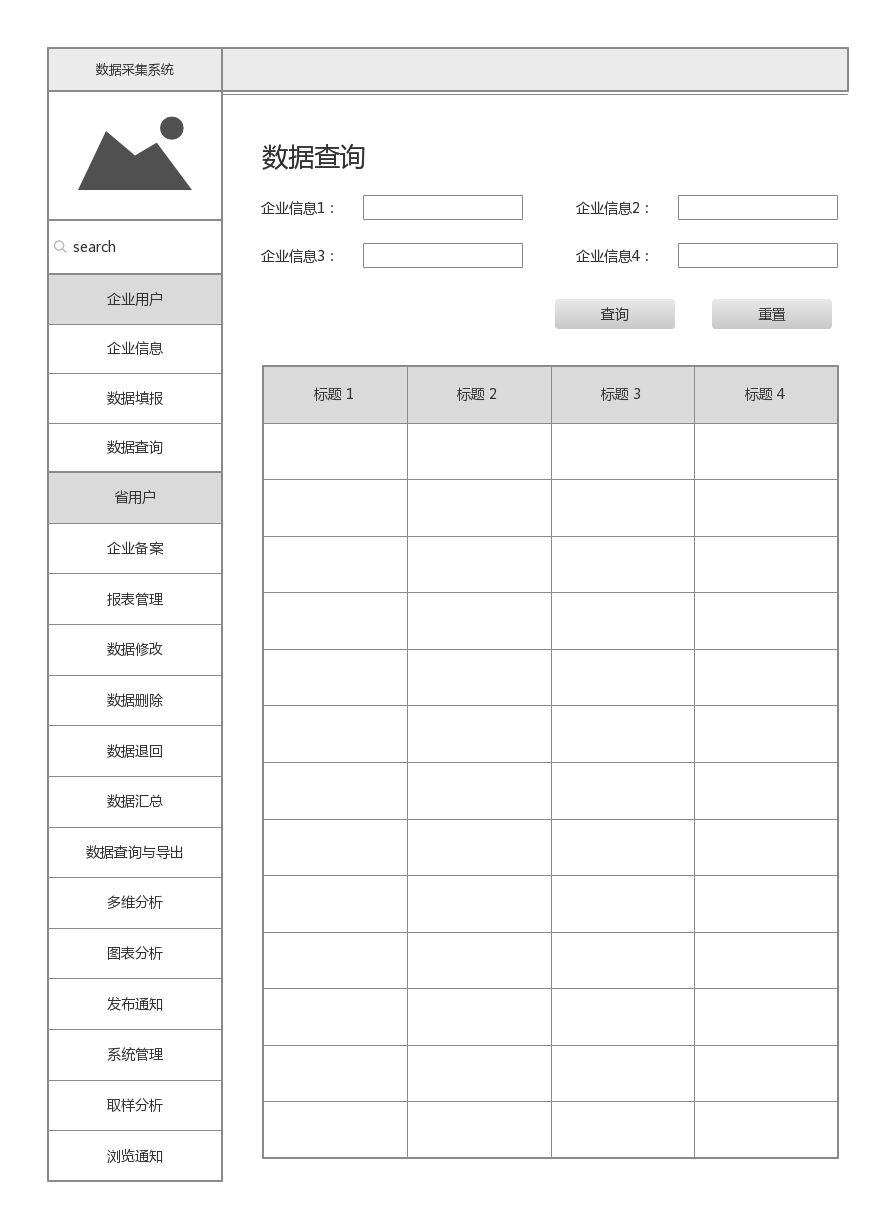 数据采集系统
search
企业用户
企业信息
数据填报
数据查询
省用户
企业备案
报表管理
数据修改
数据删除
数据退回
数据汇总
数据查询与导出
多维分析
图表分析
发布通知
系统管理
取样分析
浏览通知
数据查询
企业信息1： 企业信息2：
企业信息3： 企业信息4：
查询 重置
标题 1 标题 2 标题 3 标题 4